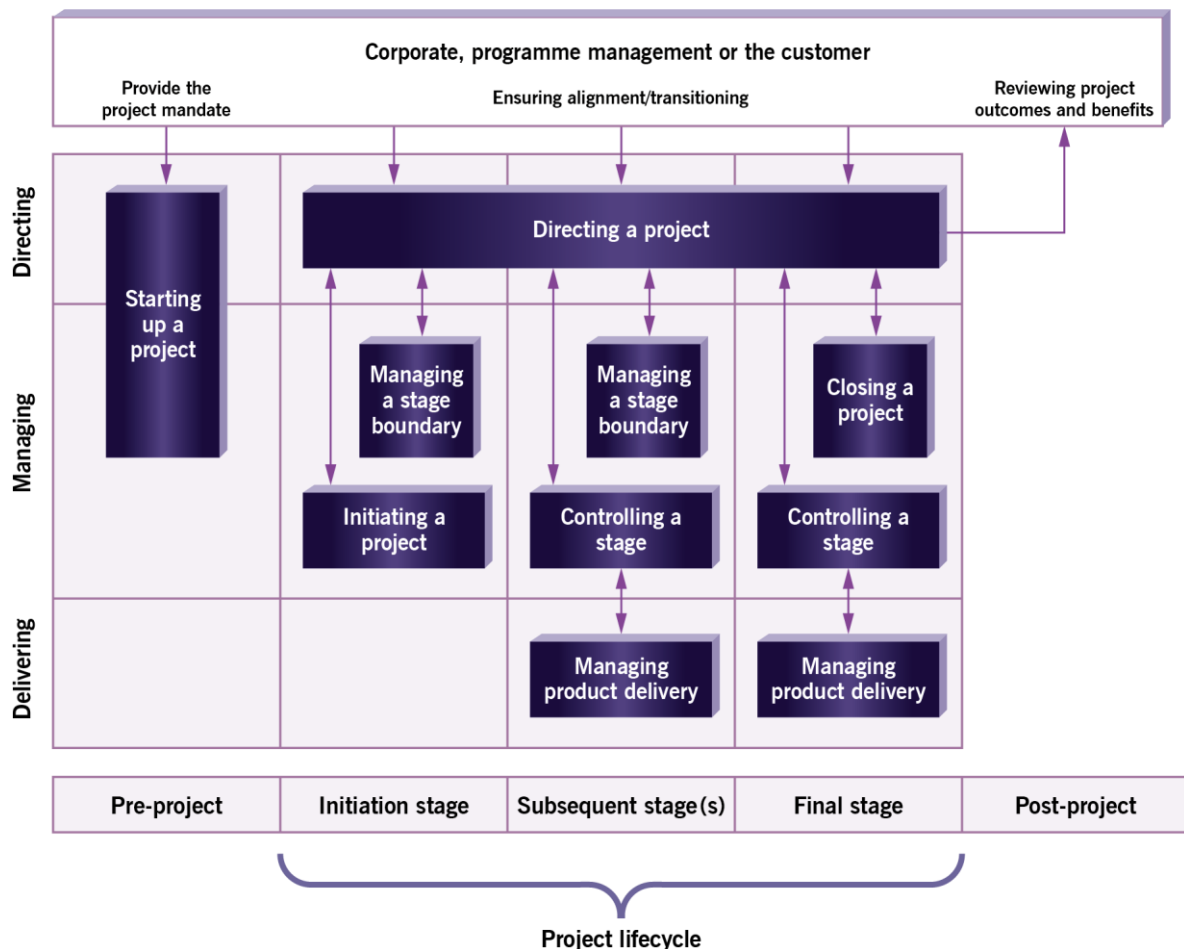 Corporate, programme management or the customer
Provide the
project mandate
Ensuring alignment/transitioning
Reviewing project
outcomes and benefits
Directing
Directing a project
Starting
up a
project
Managing
Managing
a stage
boundary
Managing
a stage
boundary
Closing a
project
Initiating a
project
Controlling a
stage
Controlling a
stage
Delivering
Managing
product delivery
Managing
product delivery
Pre-project
Initiation stage
Subsequent stage(s)
Final stage
Post-project
Project lifecycle